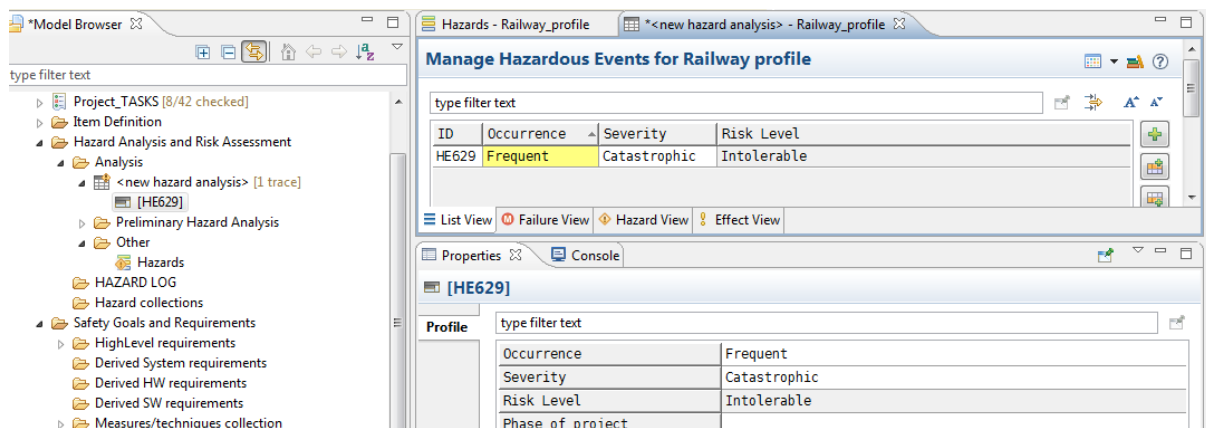 *Model Browser
type filter text
Project_TASKS [8/42 checked]
Item Definition
Hazard Analysis and Risk Assessment
Analysis
<new hazard analysis> [1 trace]
[HE629]
Preliminary Hazard Analysis
Other
Hazards
HAZARD LOG
Hazard collections
Safety Goals and Requirements
HighLevel requirements
Derived System requirements
Derived HW requirements
Derived SW requirements
Measures/techniques collection
Hazards - Railway_profile *<new hazard analysis> - Railway_profile
Manage Hazardous Events for Railway profile
type filter text
ID Occurrence Severity Risk Level
HE629 Frequent Catastrophic Intolerable
List View Failure View Hazard View Effect View
Properties Console
[HE629]
Profile type filter text
Occurrence Frequent
Severity Catastrophic
Risk Level Intolerable
Phase of project